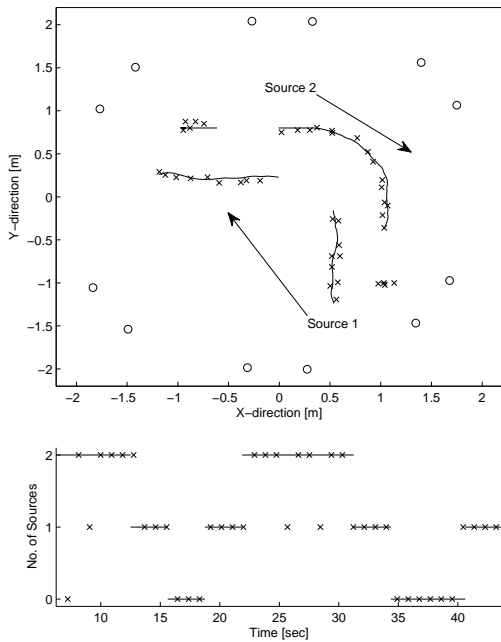 2
1.5
1
0.5
0
−0.5
−1
−1.5
−2
Y−direction [m]
Source 2
Source 1
−2 −1.5 −1 −0.5 0 0.5 1 1.5 2
X−direction [m]
2
1
0
No. of Sources
10 15 20 25 30 35 40
Time [sec]